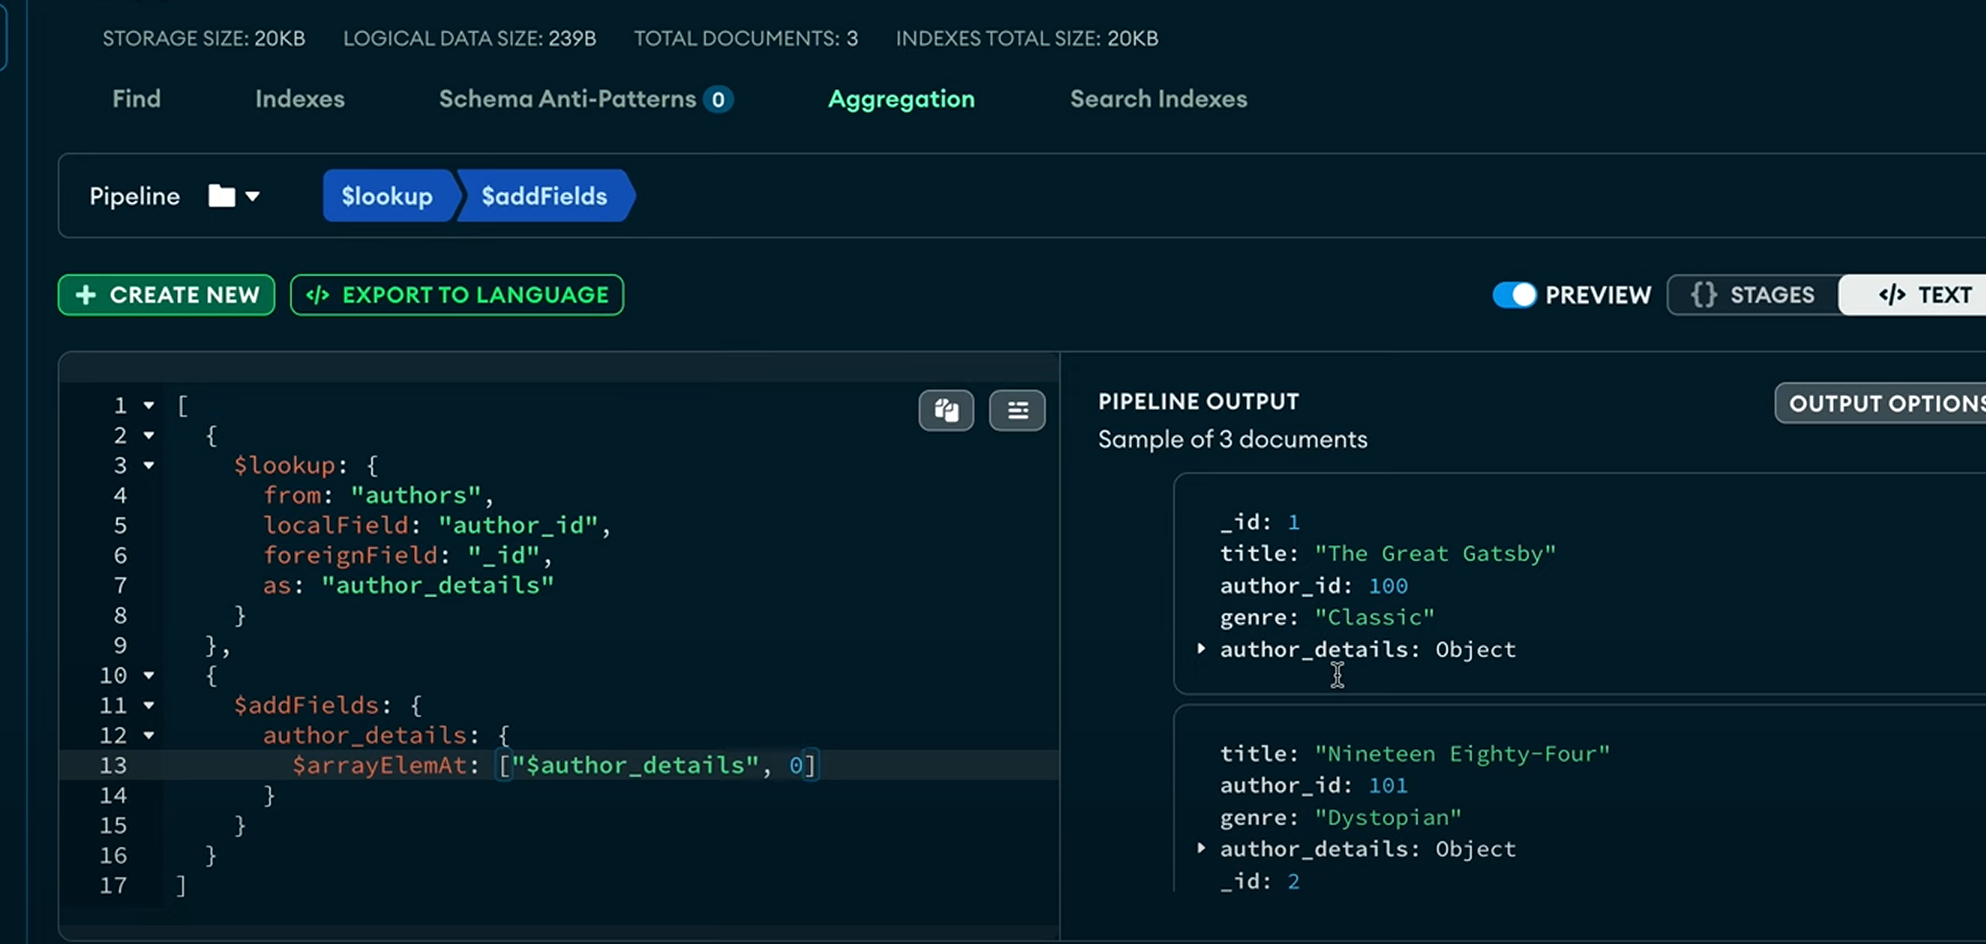 STORAGE SIZE: 20KB LOGICAL DATA SIZE: 239B TOTAL DOCUMENTS: 3 INDEXES TOTAL SIZE: 20KB
Find Indexes Schema Anti-Patterns 0 Aggregation Search Indexes
Pipeline $lookup $addFields
+ CREATE NEW </> EXPORT TO LANGUAGE PREVIEW {} STAGES </> TEXT
1 [
2 {
3 $lookup: {
4 from: "authors",
5 localField: "author_id",
6 foreignField: "_id",
7 as: "author_details"
8 }
9 },
10 {
11 $addFields: {
12 author_details: {
13 $arrayElemAt: ["$author_details", 0]
14 }
15 }
16 }
17 ]
PIPELINE OUTPUT
OUTPUT OPTIONS
Sample of 3 documents
_id: 1
title: "The Great Gatsby"
author_id: 100
genre: "Classic"
author_details: Object
title: "Nineteen Eighty-Four"
author_id: 101
genre: "Dystopian"
author_details: Object
_id: 2